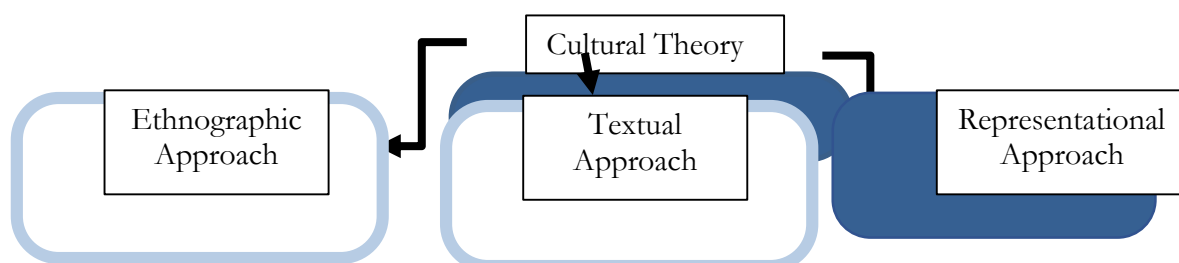 Cultural Theory
Ethnographic
Approach
Textual
Approach
Representational
Approach